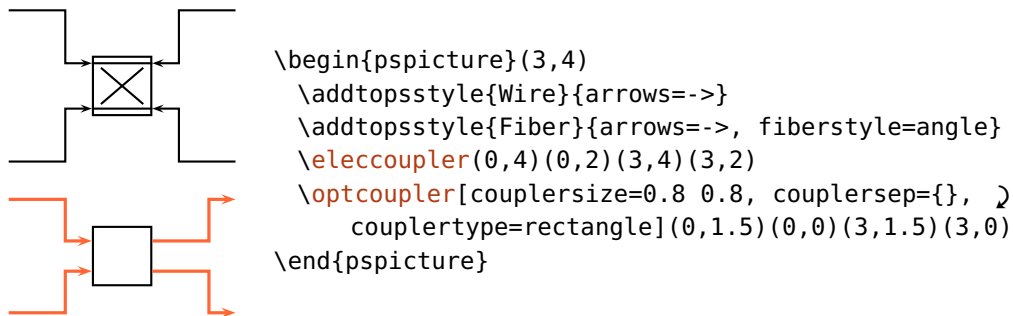 \begin{pspicture}(3,4)
\addtopsstyle{Wire}{arrows=->}
\addtopsstyle{Fiber}{arrows=->, fiberstyle=angle}
\eleccoupler(0,4)(0,2)(3,4)(3,2)
\optcoupler[couplersize=0.8 0.8, couplersep={},
couplertype=rectangle](0,1.5)(0,0)(3,1.5)(3,0)
\end{pspicture}